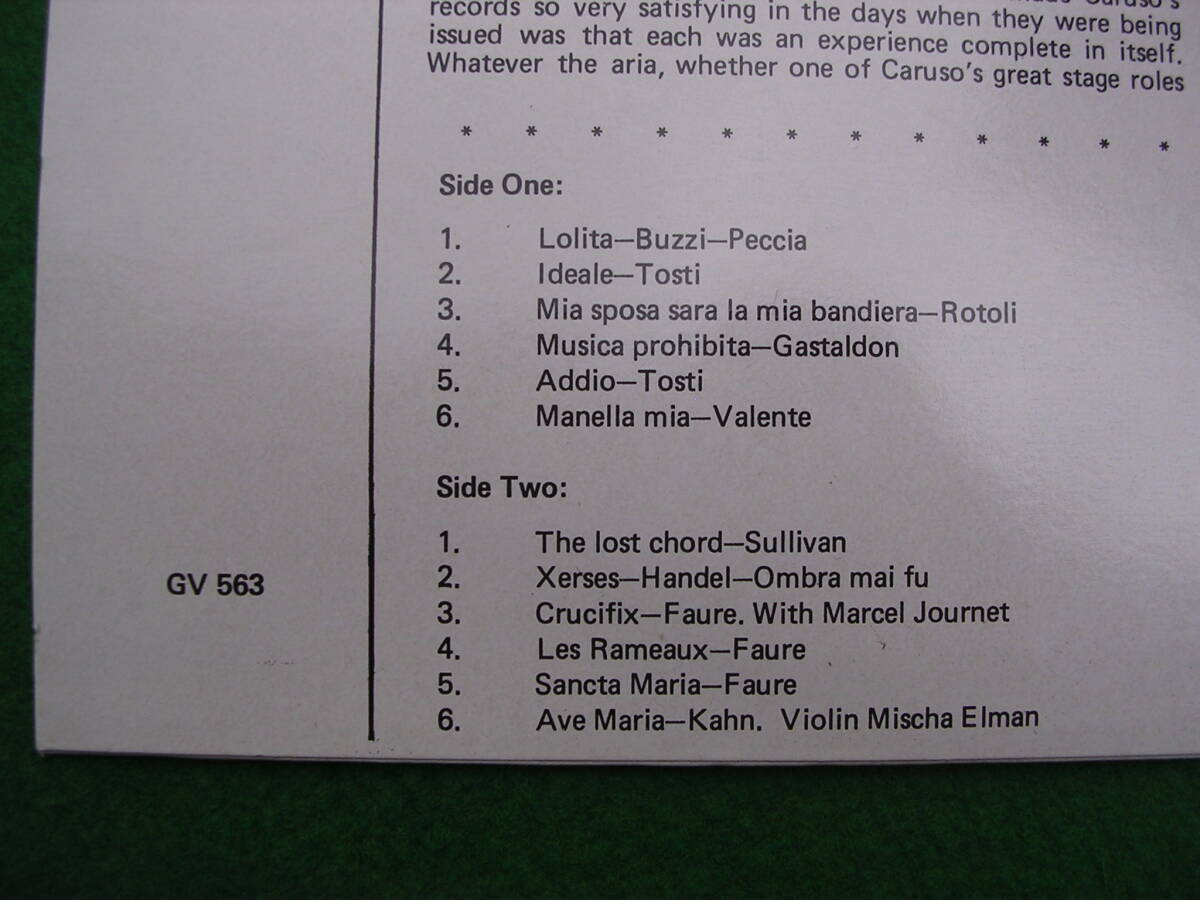 records so very satisfying in the days when they were being
issued was that each was an experience complete in itself.
Whatever the aria, whether one of Caruso's great stage roles
* * * * * * * * * * * *
Side One:
1. Lolita—Buzzi—Peccia
2. Ideale—Tosti
3. Mia sposa sara la mia bandiera—Rotoli
4. Musica prohibita—Gastaldon
5. Addio—Tosti
6. Manella mia—Valente
Side Two:
1. The lost chord—Sullivan
2. Xerses—Handel—Ombra mai fu
GV 563
3. Crucifix—Faure. With Marcel Journet
4. Les Rameaux—Faure
5. Sancta Maria—Faure
6. Ave Maria—Kahn. Violin Mischa Elman